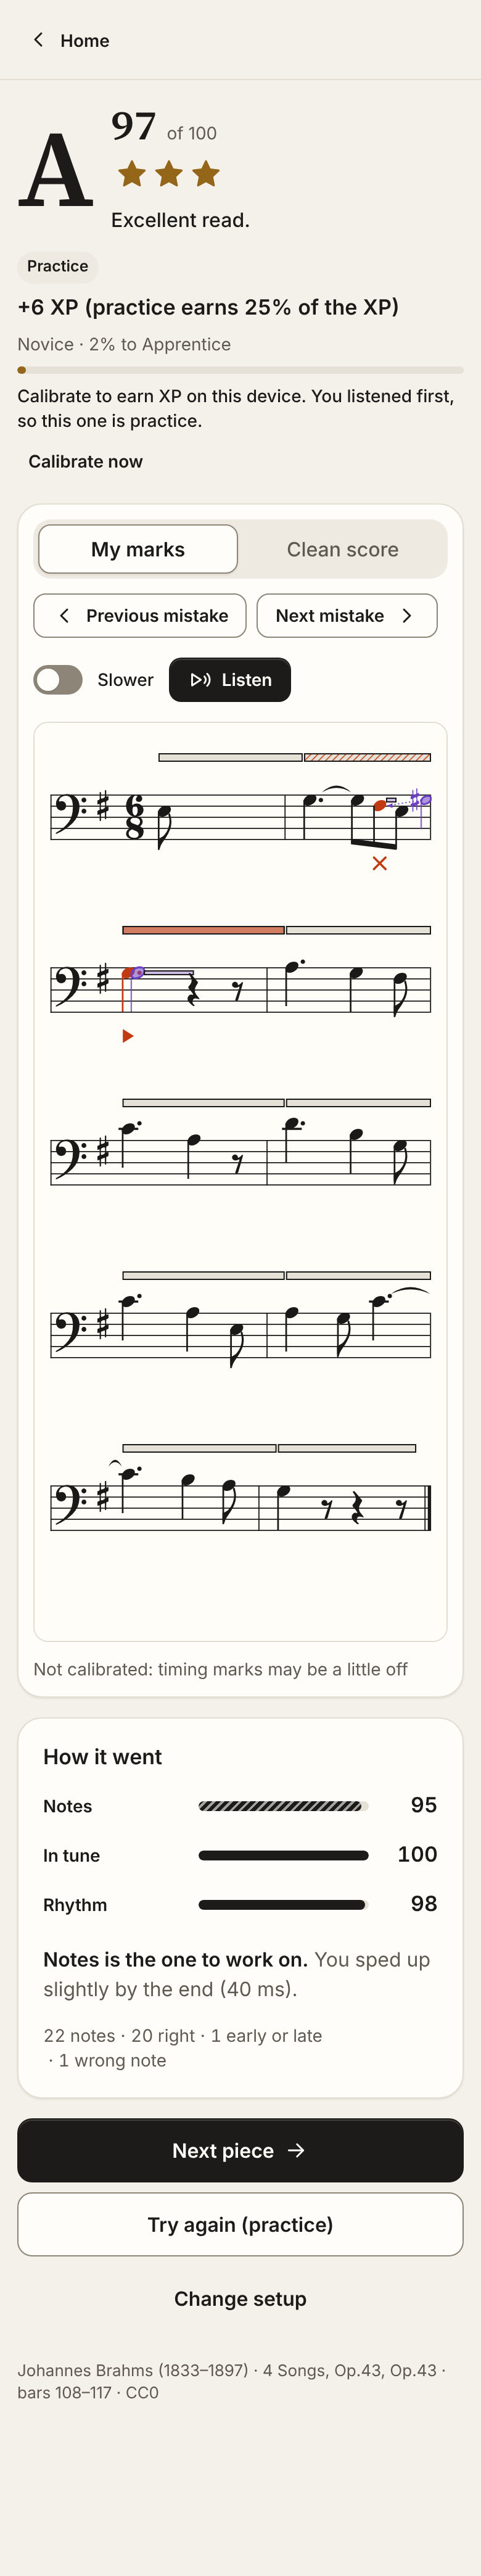 Home
A
97 of 100
Excellent read.
Practice
+6 XP (practice earns 25% of the XP)
Novice · 2% to Apprentice
Calibrate to earn XP on this device. You listened first,
so this one is practice.
Calibrate now
My marks
Clean score
Previous mistake
Next mistake
Slower
Listen
6
8
Not calibrated: timing marks may be a little off
How it went
Notes 95
In tune 100
Rhythm 98
Notes is the one to work on. You sped up
slightly by the end (40 ms).
22 notes · 20 right · 1 early or late
· 1 wrong note
Next piece
Try again (practice)
Change setup
Johannes Brahms (1833–1897) · 4 Songs, Op.43, Op.43 ·
bars 108–117 · CC0